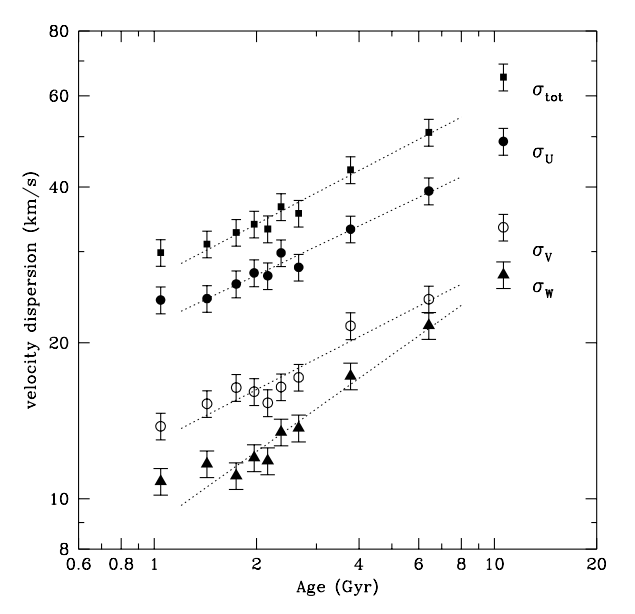 80
60
40
20
10
8
velocity dispersion (km/s)
σtot
σU
σV
σW
0.6 0.8 1 2 4 6 8 10 20
Age (Gyr)